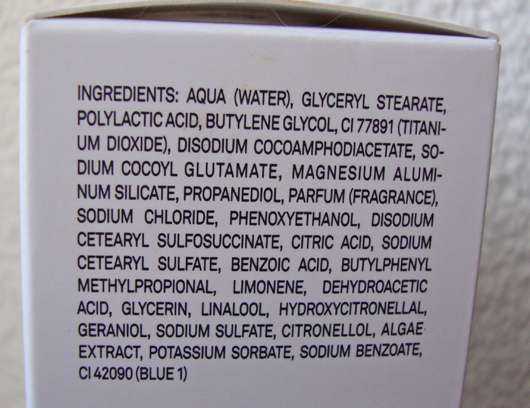 INGREDIENTS: AQUA (WATER), GLYCERYL STEARATE,
POLYLACTIC ACID, BUTYLENE GLYCOL, CI 77891 (TITANI-
UM DIOXIDE), DISODIUM COCOAMPHODIACETATE, SO-
DIUM COCOYL GLUTAMATE, MAGNESIUM ALUMI-
NUM SILICATE, PROPANEDIOL, PARFUM (FRAGRANCE),
SODIUM CHLORIDE, PHENOXYETHANOL, DISODIUM
CETEARYL SULFOSUCCINATE, CITRIC ACID, SODIUM
CETEARYL SULFATE, BENZOIC ACID, BUTYLPHENYL
METHYLPROPIONAL, LIMONENE, DEHYDROACETIC
ACID, GLYCERIN, LINALOOL, HYDROXYCITRONELLAL,
GERANIOL, SODIUM SULFATE, CITRONELLOL, ALGAE
EXTRACT, POTASSIUM SORBATE, SODIUM BENZOATE,
CI 42090 (BLUE 1)